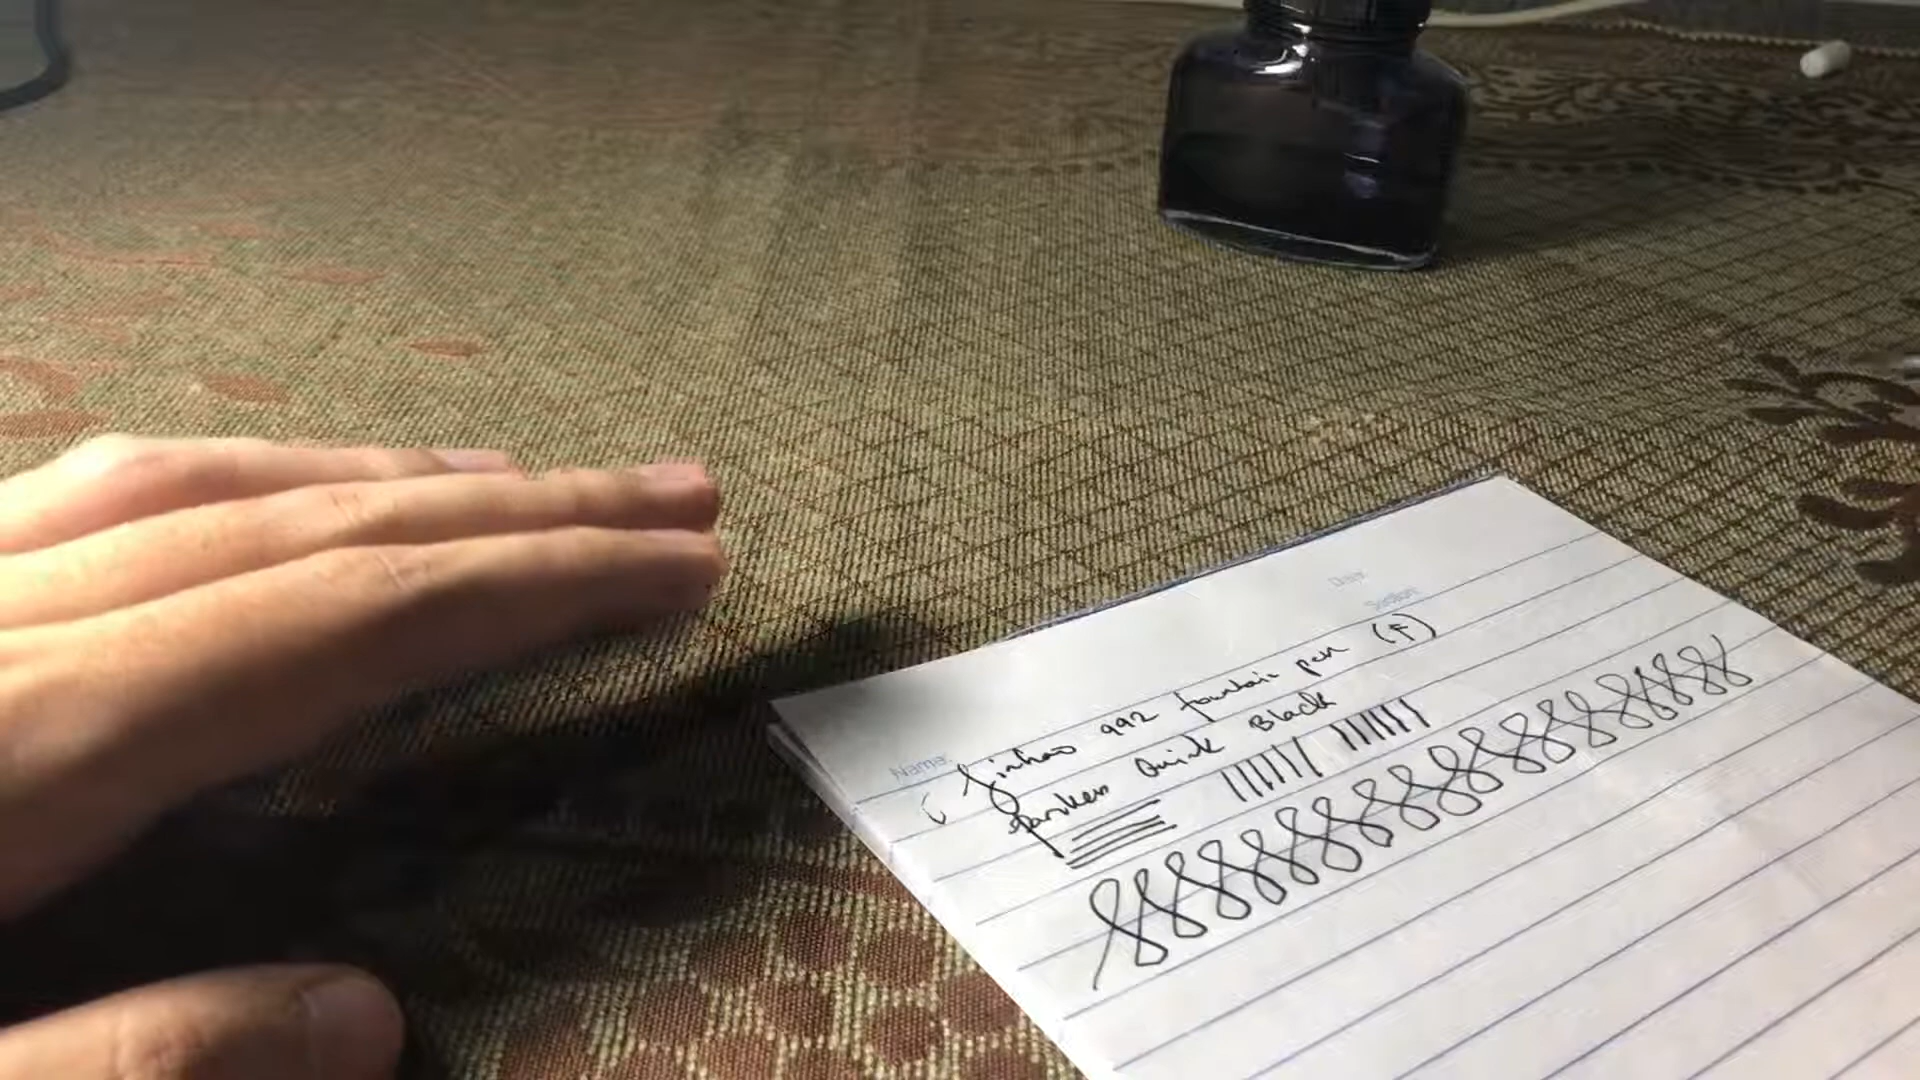 Date:
Section:
Name:
Jinhao 992 fountain pen (F)
Parker Quink Black